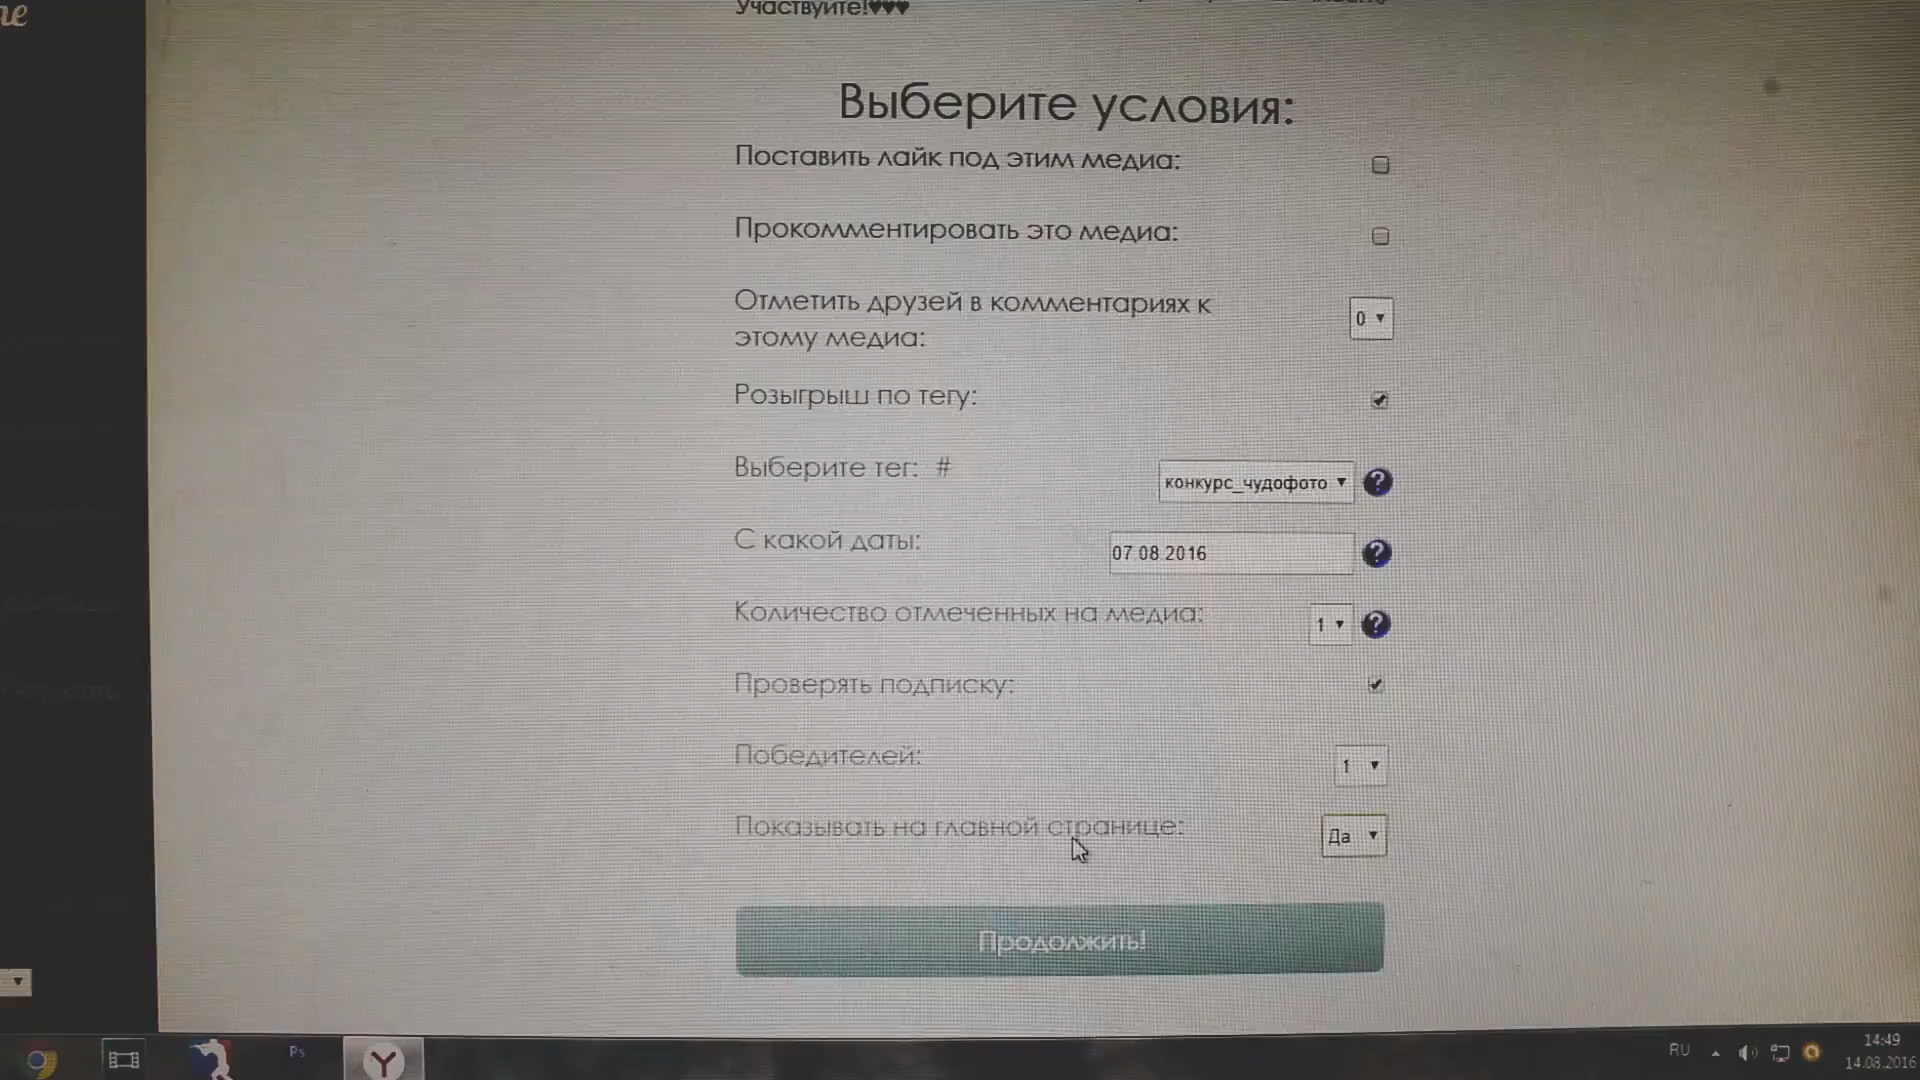 Участвуйте!♥♥♥
Выберите условия:
Поставить лайк под этим медиа:
Прокомментировать это медиа:
Отметить друзей в комментариях к
этому медиа:
0
Розыгрыш по тегу:
Выберите тег: #
конкурс_чудофото
?
С какой даты:
07.08.2016
?
Количество отмеченных на медиа:
1
?
Проверять подписку:
Победителей:
1
Показывать на главной странице:
Да
Продолжить!
Ps
Y
RU
14:49
14.08.2016